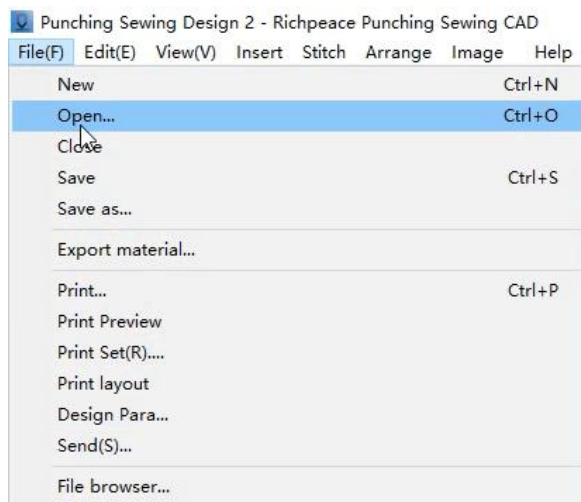 Punching Sewing Design 2 - Richpeace Punching Sewing CAD
File(F) Edit(E) View(V) Insert Stitch Arrange Image Help
New Ctrl+N
Open... Ctrl+O
Close
Save Ctrl+S
Save as...
Export material...
Print... Ctrl+P
Print Preview
Print Set(R)....
Print layout
Design Para...
Send(S)...
File browser...